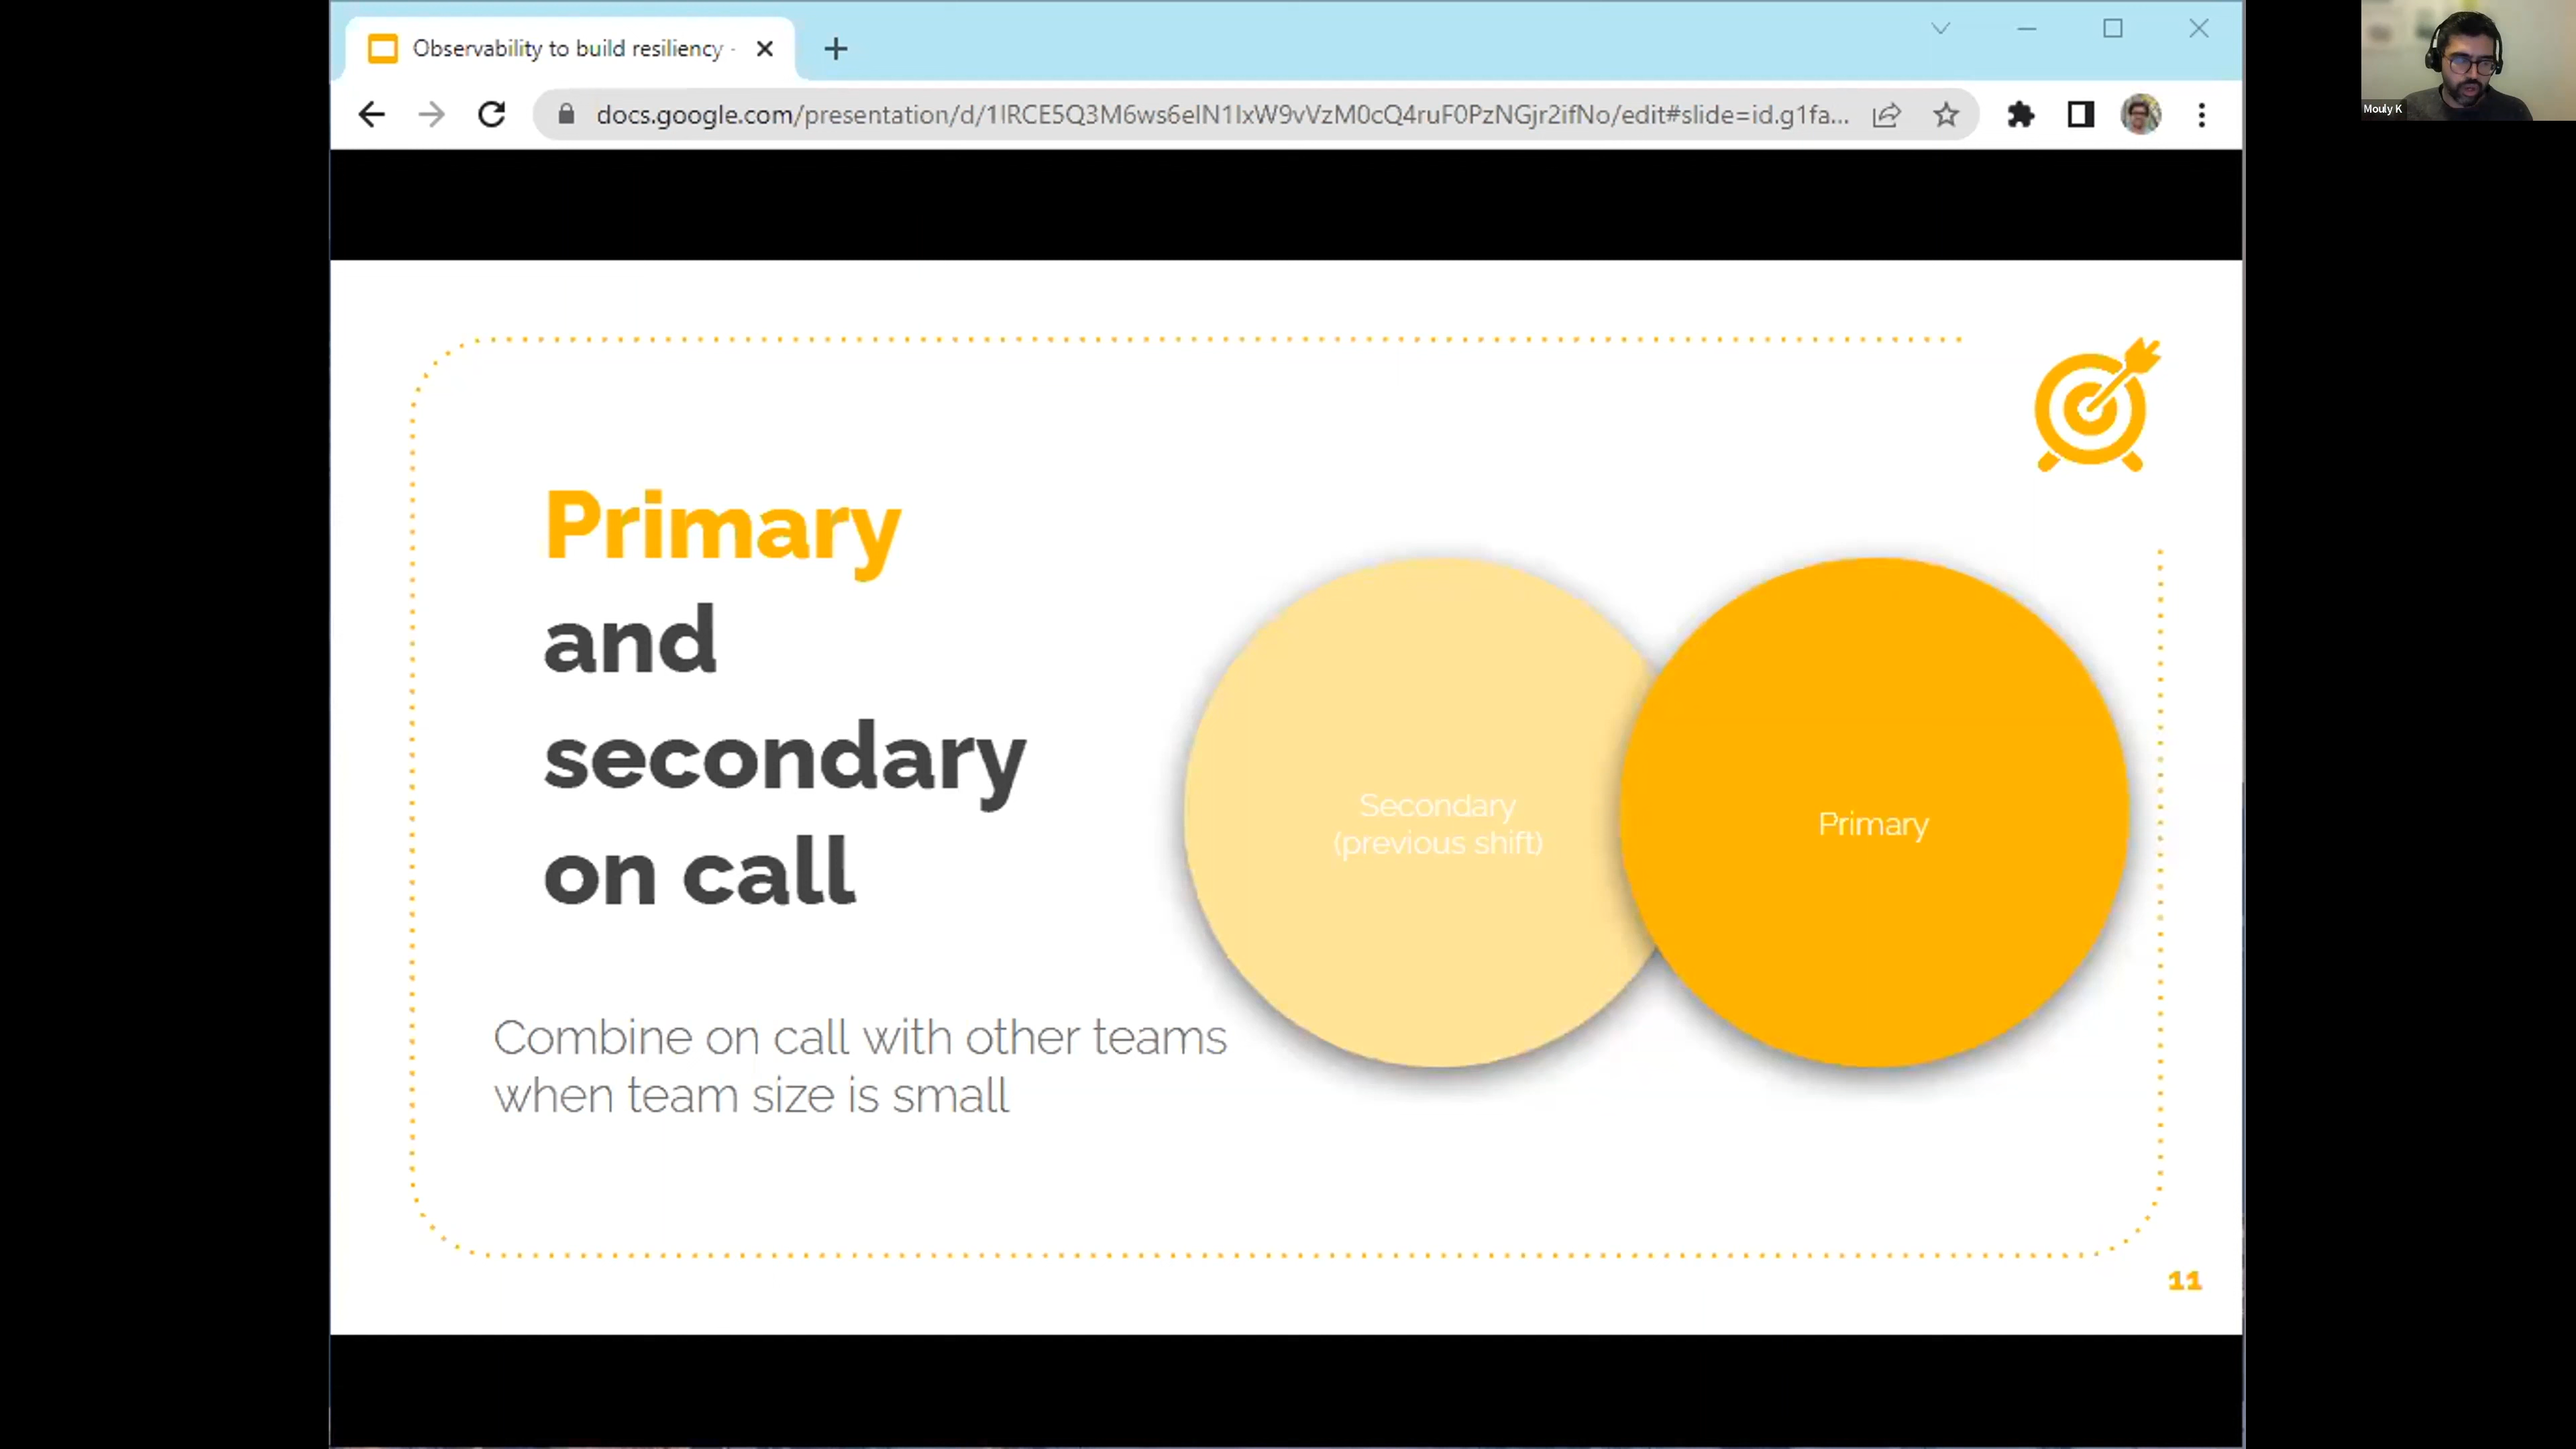 Observability to build resiliency -
docs.google.com/presentation/d/1IRCE5Q3M6ws6eIN1IxW9vVzM0cQ4ruF0PzNGjr2ifNo/edit#slide=id.g1fa...
Mouly K
Primary
and
secondary
on call
Combine on call with other teams
when team size is small
Secondary
(previous shift)
Primary
11